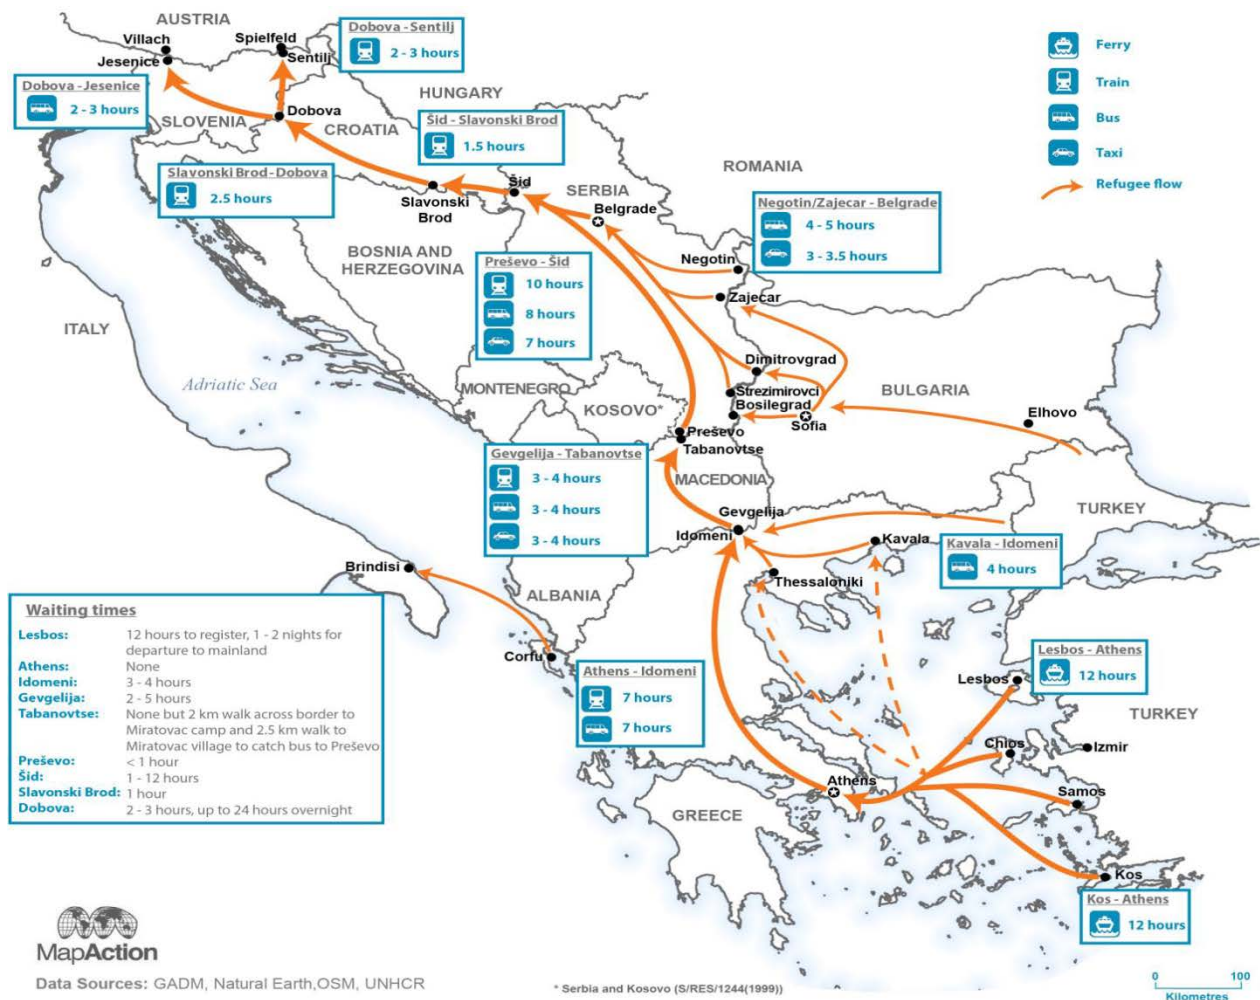 AUSTRIA
Villach
Spielfeld
Jesenice
Sentilj
Dobova - Sentilj
2 - 3 hours
Dobova -Jesenice
2 - 3 hours
HUNGARY
Dobova
SLOVENIA
CROATIA
Šid - Slavonski Brod
1.5 hours
Ferry
Train
Bus
Taxi
Refugee flow
ROMANIA
Slavonski Brod-Dobova
2.5 hours
Slavonski
Brod
Šid
SERBIA
Belgrade
Negotin/Zajecar - Belgrade
4 - 5 hours
3 - 3.5 hours
BOSNIA AND
HERZEGOVINA
Preševo - Šid
10 hours
8 hours
7 hours
Negotin
Zaječar
ITALY
Adriatic Sea
MONTENEGRO
KOSOVO*
Dimitrovgrad
Strezimirovci
Bosilegrad
Sofia
BULGARIA
Elhovo
Preševo
Tabanovtse
Gevgelija - Tabanovtse
3 - 4 hours
3 - 4 hours
3 - 4 hours
MACEDONIA
Gevgelija
Idomeni
TURKEY
Kavala
Kavala - Idomeni
4 hours
Thessaloniki
Brindisi
ALBANIA
Corfu
Waiting times
Lesbos: 12 hours to register, 1 - 2 nights for
departure to mainland
Athens: None
Idomeni: 3 - 4 hours
Gevgelija: 2 - 5 hours
Tabanovtse: None but 2 km walk across border to
Miratovac camp and 2.5 km walk to
Miratovac village to catch bus to Preševo
Preševo: < 1 hour
Šid: 1 - 12 hours
Slavonski Brod: 1 hour
Dobova: 2 - 3 hours, up to 24 hours overnight
Athens - Idomeni
7 hours
7 hours
Lesbos - Athens
12 hours
Lesbos
TURKEY
Chios
Izmir
Athens
Samos
GREECE
Kos
Kos - Athens
12 hours
MapAction
Data Sources: GADM, Natural Earth,OSM, UNHCR
* Serbia and Kosovo (S/RES/1244(1999))
0 100
Kilometres